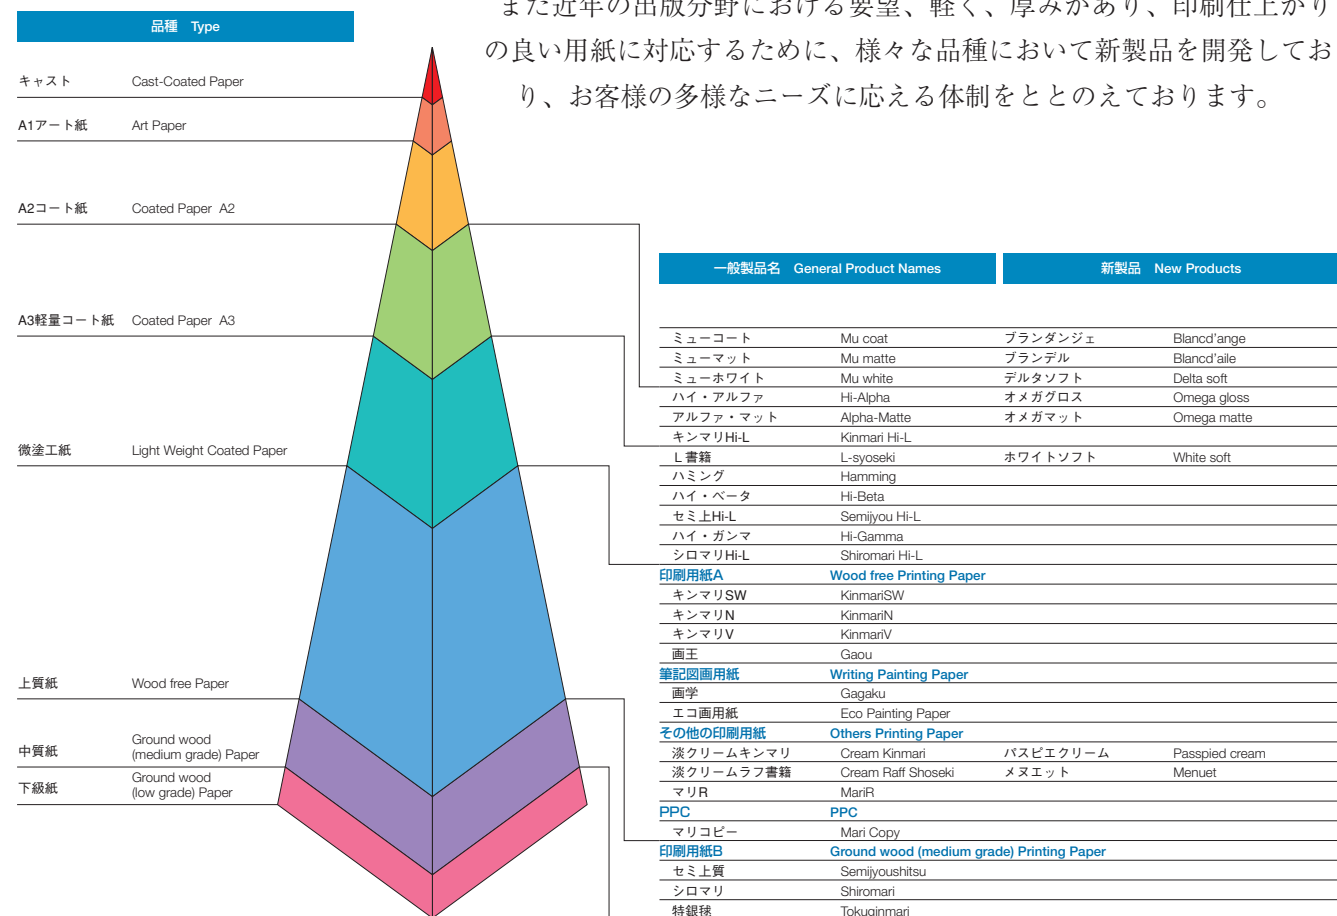 また近年の出版分野における要望、軽く、厚みがあり、印刷仕上がり
の良い用紙に対応するために、様々な品種において新製品を開発してお
り、お客様の多様なニーズに応える体制をととのえております。
品種 Type
キャスト Cast-Coated Paper
A1アート紙 Art Paper
A2コート紙 Coated Paper A2
A3軽量コート紙 Coated Paper A3
微塗工紙 Light Weight Coated Paper
上質紙 Wood free Paper
中質紙 Ground wood
(medium grade) Paper
下級紙 Ground wood
(low grade) Paper
一般製品名 General Product Names 新製品 New Products
ミューコート Mu coat ブランダンジェ Blancd'ange
ミューマット Mu matte ブランデル Blancd'aile
ミューホワイト Mu white デルタソフト Delta soft
ハイ・アルファ Hi-Alpha オメガグロス Omega gloss
アルファ・マット Alpha-Matte オメガマット Omega matte
キンマリHi-L Kinmari Hi-L
L書籍 L-syoseki ホワイトソフト White soft
ハミング Hamming
ハイ・ベータ Hi-Beta
セミ上Hi-L Semijyou Hi-L
ハイ・ガンマ Hi-Gamma
シロマリHi-L Shiromari Hi-L
印刷用紙A Wood free Printing Paper
キンマリSW KinmariSW
キンマリN KinmariN
キンマリV KinmariV
画王 Gaou
筆記図画用紙 Writing Painting Paper
画学 Gagaku
エコ画用紙 Eco Painting Paper
その他の印刷用紙 Others Printing Paper
淡クリームキンマリ Cream Kinmari パスピエクリーム Passpied cream
淡クリームラフ書籍 Cream Raff Shoseki メヌエット Menuet
マリR MariR
PPC PPC
マリコピー Mari Copy
印刷用紙B Ground wood (medium grade) Printing Paper
セミ上質 Semijyoushitsu
シロマリ Shiromari
特銀毬 Tokuginmari